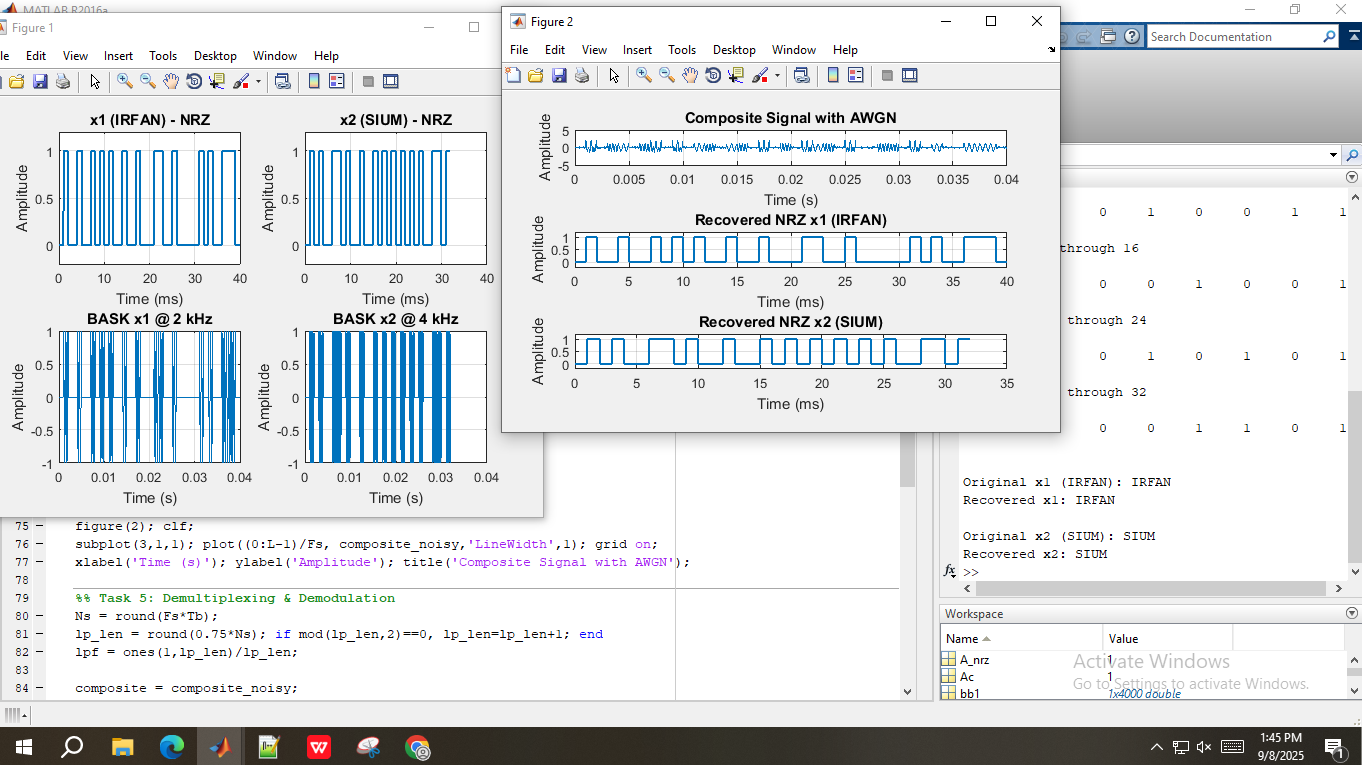 MATLAB R2016a
Figure 1
le Edit View Insert Tools Desktop Window Help
x1 (IRFAN) - NRZ
Amplitude
1
0.5
0
0 10 20 30 40
Time (ms)
x2 (SIUM) - NRZ
Amplitude
1
0.5
0
0 10 20 30 40
Time (ms)
BASK x1 @ 2 kHz
Amplitude
1
0.5
0
-0.5
-1
0 0.01 0.02 0.03 0.04
Time (s)
BASK x2 @ 4 kHz
Amplitude
1
0.5
0
-0.5
-1
0 0.01 0.02 0.03 0.04
Time (s)
Figure 2
File Edit View Insert Tools Desktop Window Help
Composite Signal with AWGN
Amplitude
5
0
-5
0 0.005 0.01 0.015 0.02 0.025 0.03 0.035 0.04
Time (s)
Recovered NRZ x1 (IRFAN)
Amplitude
1
0.5
0
0 5 10 15 20 25 30 35 40
Time (ms)
Recovered NRZ x2 (SIUM)
Amplitude
1
0.5
0
0 5 10 15 20 25 30 35
Time (ms)
Search Documentation
0 1 0 0 1 1
through 16
0 0 1 0 0 1
through 24
0 1 0 1 0 1
through 32
0 0 1 1 0 1
Original x1 (IRFAN): IRFAN
Recovered x1: IRFAN
Original x2 (SIUM): SIUM
Recovered x2: SIUM
fx >>
75 – figure(2); clf;
76 – subplot(3,1,1); plot((0:L-1)/Fs, composite_noisy,'LineWidth',1); grid on;
77 – xlabel('Time (s)'); ylabel('Amplitude'); title('Composite Signal with AWGN');
78
79 %% Task 5: Demultiplexing & Demodulation
80 – Ns = round(Fs*Tb);
81 – lp_len = round(0.75*Ns); if mod(lp_len,2)==0, lp_len=lp_len+1; end
82 – lpf = ones(1,lp_len)/lp_len;
83
84 – composite = composite_noisy;
Workspace
Name Value
A_nrz 1
Ac 1
bb1 1x4000 double
Activate Windows
Go to Settings to activate Windows.
1:45 PM
9/8/2025
1